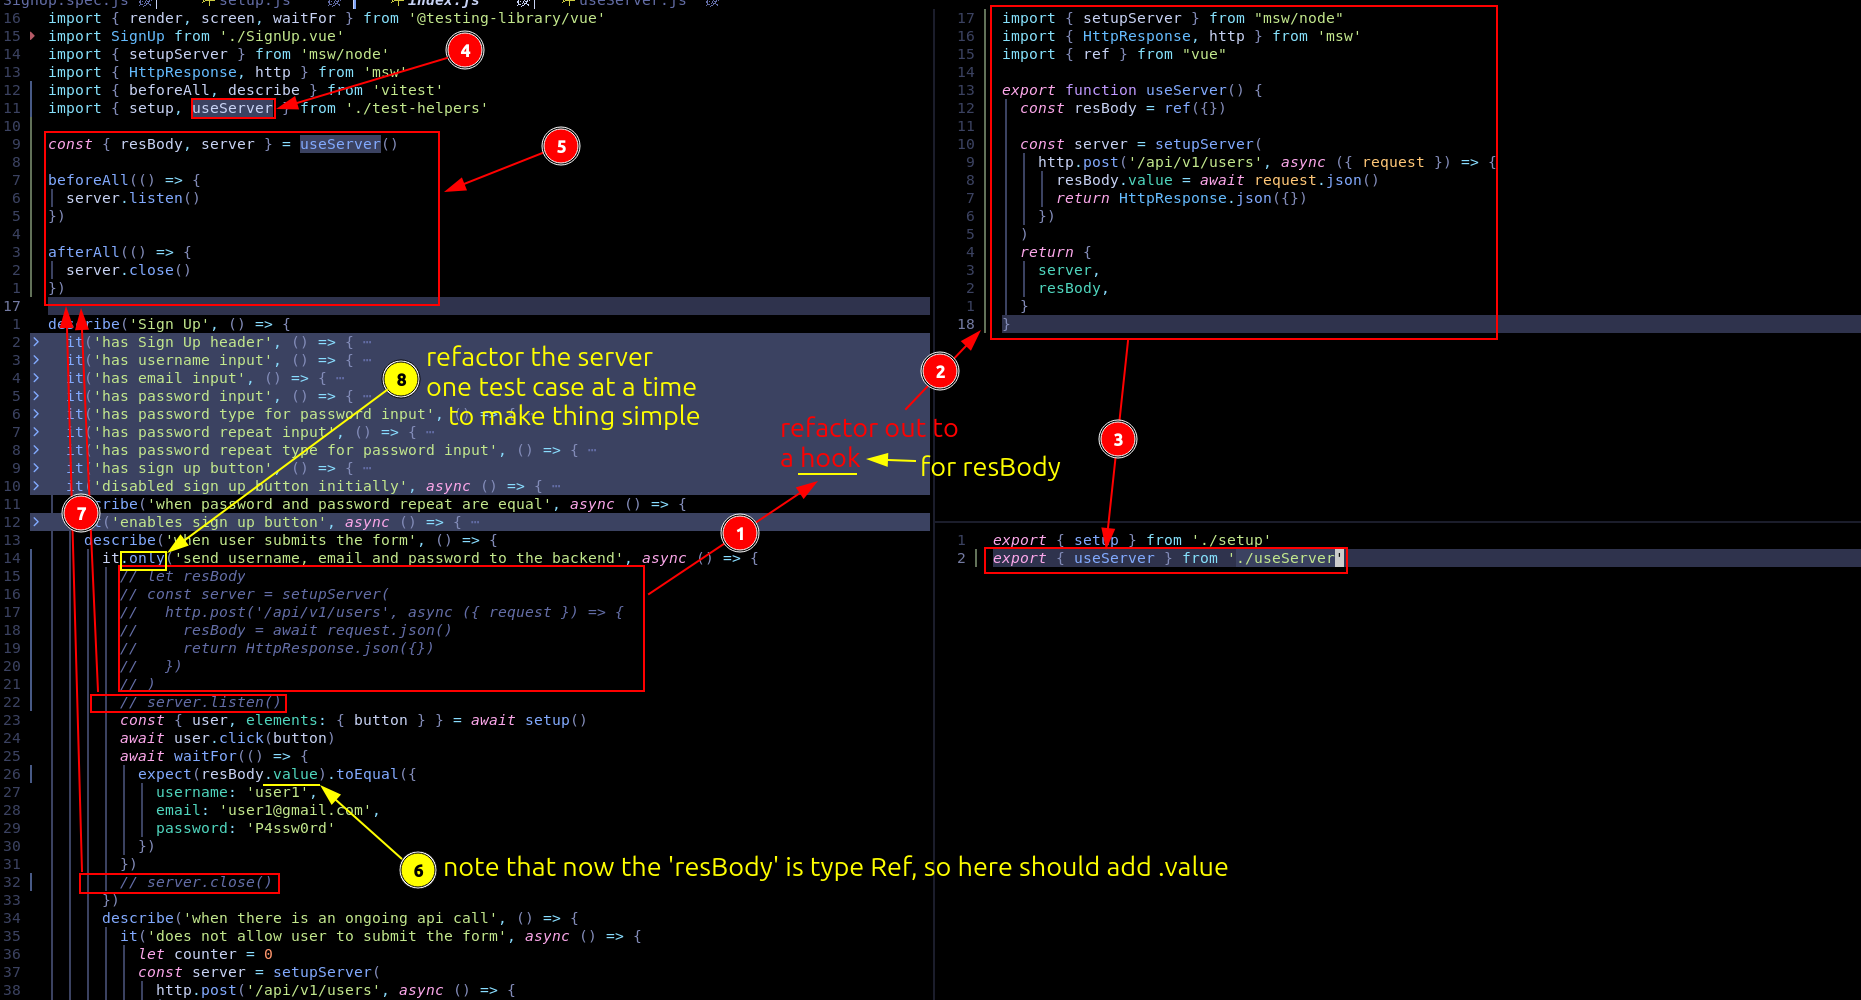 SignUp.spec.js setup.js index.js useServer.js
16 import { render, screen, waitFor } from '@testing-library/vue'
15 import SignUp from './SignUp.vue'
14 import { setupServer } from 'msw/node'
13 import { HttpResponse, http } from 'msw'
12 import { beforeAll, describe } from 'vitest'
11 import { setup, useServer } from './test-helpers'
10
9 const { resBody, server } = useServer()
8
7 beforeAll(() => {
6 server.listen()
5 })
4
3 afterAll(() => {
2 server.close()
1 })
17
1 describe('Sign Up', () => {
2 it('has Sign Up header', () => { ⋯
3 it('has username input', () => { ⋯
4 it('has email input', () => { ⋯
5 it('has password input', () => { ⋯
6 it('has password type for password input', () => {
7 it('has password repeat input', () => { ⋯
8 it('has password repeat type for password input', () => { ⋯
9 it('has sign up button', () => { ⋯
10 it('disabled sign up button initially', async () => { ⋯
11 describe('when password and password repeat are equal', async () => {
12 it('enables sign up button', async () => { ⋯
13 describe('when user submits the form', () => {
14 it.only('send username, email and password to the backend', async () => {
15 // let resBody
16 // const server = setupServer(
17 // http.post('/api/v1/users', async ({ request }) => {
18 // resBody = await request.json()
19 // return HttpResponse.json({})
20 // })
21 // )
22 // server.listen()
23 const { user, elements: { button } } = await setup()
24 await user.click(button)
25 await waitFor(() => {
26 expect(resBody.value).toEqual({
27 username: 'user1',
28 email: 'user1@gmail.com',
29 password: 'P4ssw0rd'
30 })
31 })
32 // server.close()
33 })
34 describe('when there is an ongoing api call', () => {
35 it('does not allow user to submit the form', async () => {
36 let counter = 0
37 const server = setupServer(
38 http.post('/api/v1/users', async () => {
17 import { setupServer } from "msw/node"
16 import { HttpResponse, http } from 'msw'
15 import { ref } from "vue"
14
13 export function useServer() {
12 const resBody = ref({})
11
10 const server = setupServer(
9 http.post('/api/v1/users', async ({ request }) => {
8 resBody.value = await request.json()
7 return HttpResponse.json({})
6 })
5 )
4 return {
3 server,
2 resBody,
1 }
18 }
1 export { setup } from './setup'
2 export { useServer } from './useServer'
4
5
8
refactor the server
one test case at a time
to make thing simple
2
refactor out to
a hook
for resBody
3
7
1
6
note that now the 'resBody' is type Ref, so here should add .value